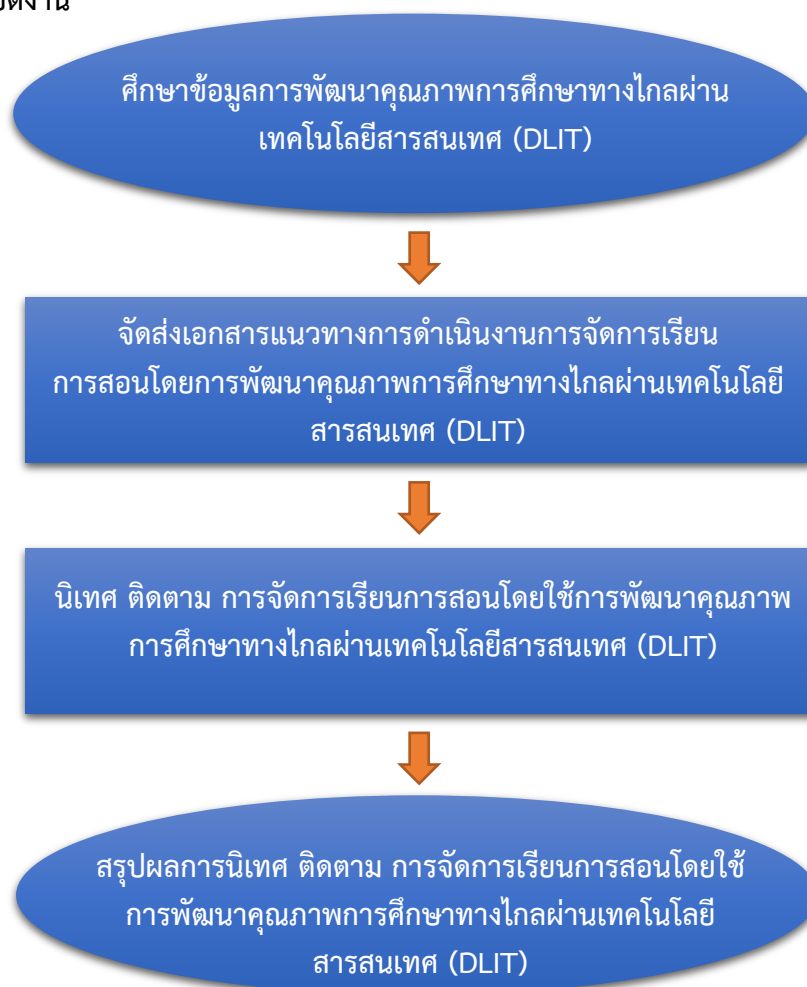 ศึกษาข้อมูลการพัฒนาคุณภาพการศึกษาทางไกลผ่าน
เทคโนโลยีสารสนเทศ (DLIT)
จัดส่งเอกสารแนวทางการดำเนินงานการจัดการเรียน
การสอนโดยการพัฒนาคุณภาพการศึกษาทางไกลผ่านเทคโนโลยี
สารสนเทศ (DLIT)
นิเทศ ติดตาม การจัดการเรียนการสอนโดยใช้การพัฒนาคุณภาพ
การศึกษาทางไกลผ่านเทคโนโลยีสารสนเทศ (DLIT)
สรุปผลการนิเทศ ติดตาม การจัดการเรียนการสอนโดยใช้
การพัฒนาคุณภาพการศึกษาทางไกลผ่านเทคโนโลยี
สารสนเทศ (DLIT)